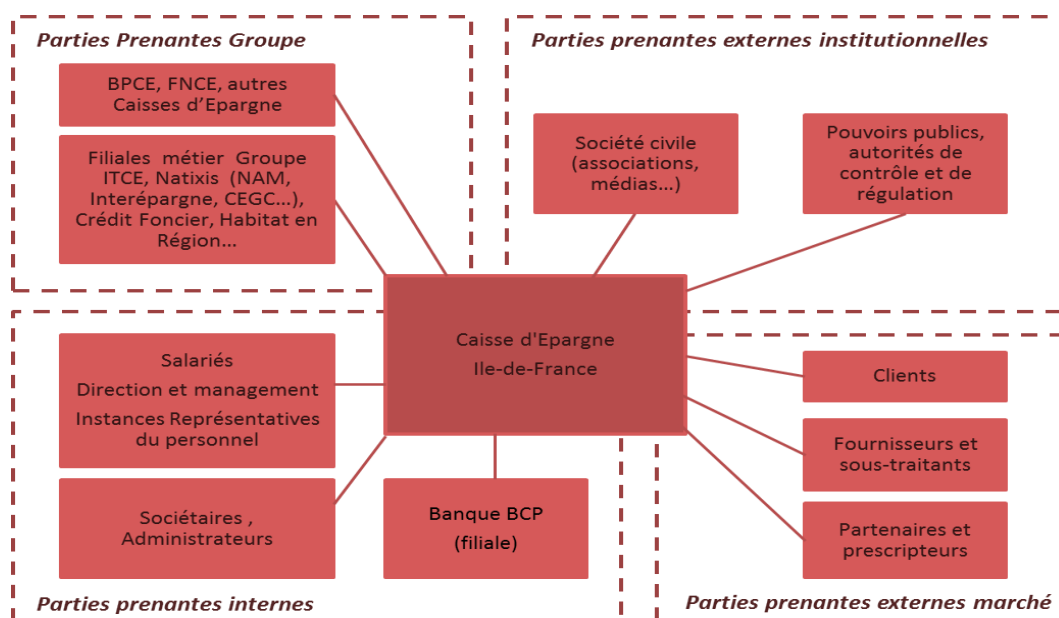 Parties Prenantes Groupe
BPCE, FNCE, autres
Caisses d’Epargne
Filiales métier Groupe
ITCE, Natixis (NAM,
Interépargne, CEGC...),
Crédit Foncier, Habitat en
Région...
Parties prenantes externes institutionnelles
Société civile
(associations,
médias...)
Pouvoirs publics,
autorités de
contrôle et de
régulation
Caisse d'Epargne
Ile-de-France
Salariés
Direction et management
Instances Représentatives
du personnel
Sociétaires ,
Administrateurs
Banque BCP
(filiale)
Parties prenantes internes
Clients
Fournisseurs et
sous-traitants
Partenaires et
prescripteurs
Parties prenantes externes marché